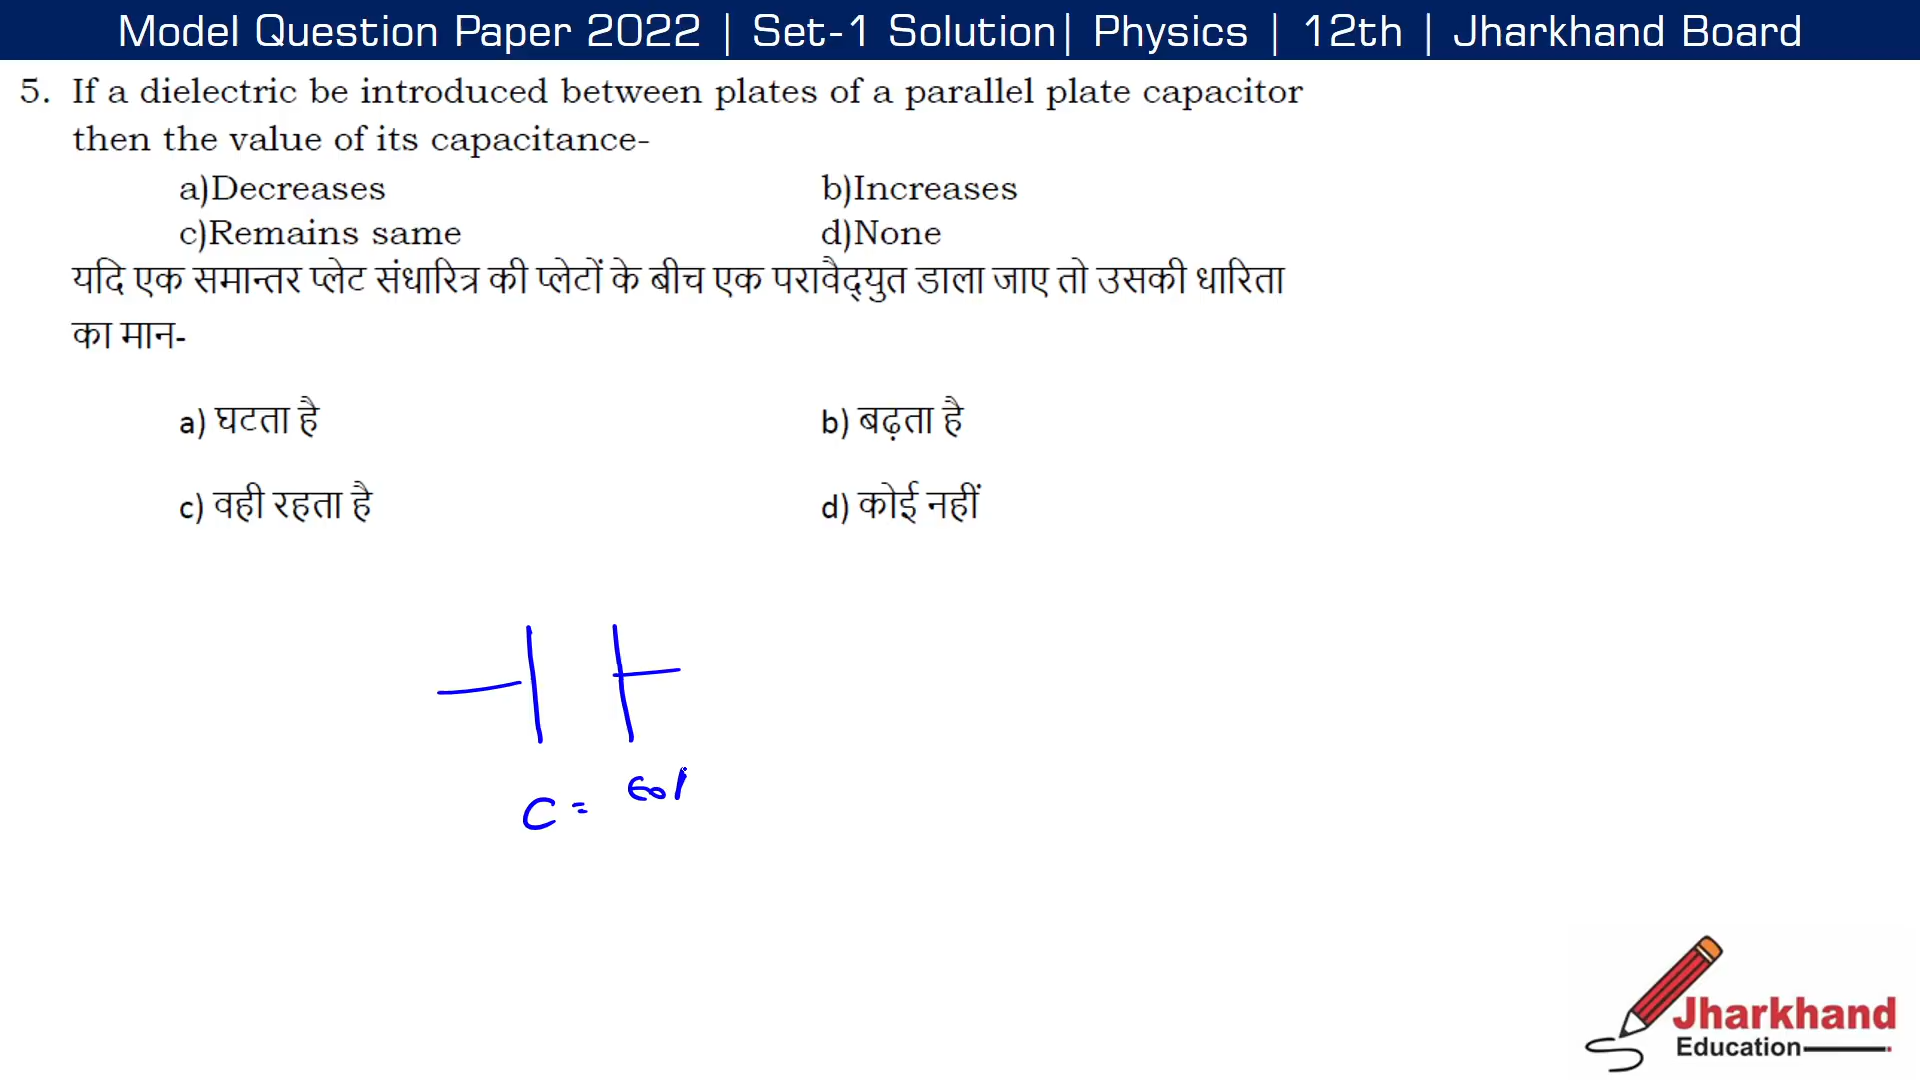 Model Question Paper 2022 | Set-1 Solution| Physics | 12th | Jharkhand Board
5. If a dielectric be introduced between plates of a parallel plate capacitor
then the value of its capacitance-
a)Decreases b)Increases
c)Remains same d)None
यदि एक समान्तर प्लेट संधारित्र की प्लेटों के बीच एक परावैद्युत डाला जाए तो उसकी धारिता
का मान-
a) घटता है b) बढ़ता है
c) वही रहता है d) कोई नहीं
C =
Jharkhand
Education